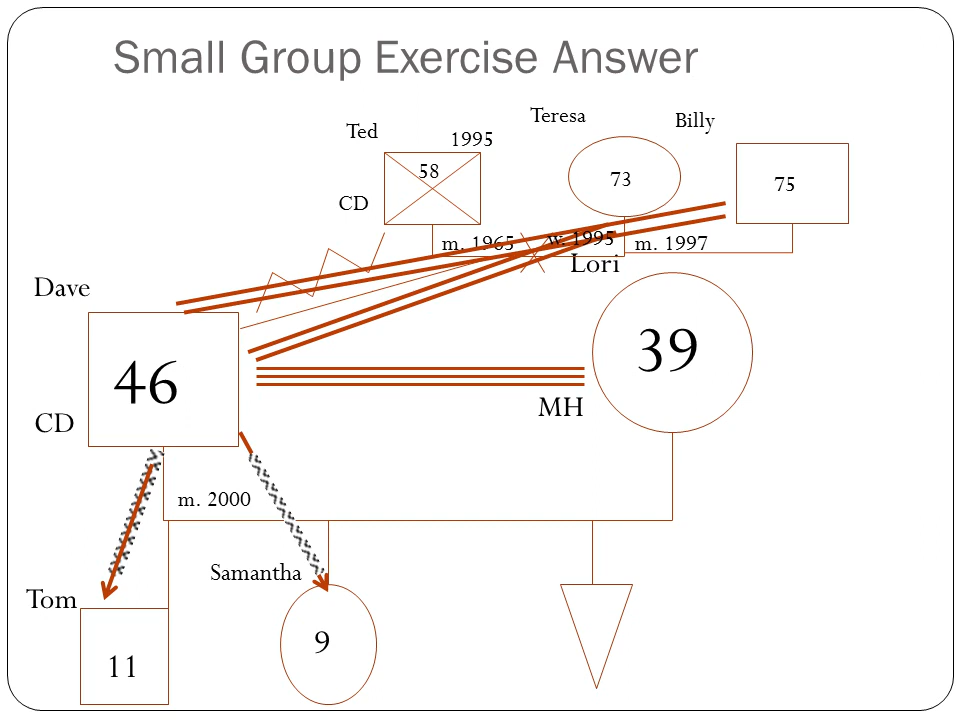 Small Group Exercise Answer
Teresa
Billy
Ted
1995
58
73
75
CD
m. 1965
w. 1995
m. 1997
Lori
Dave
46
39
MH
CD
m. 2000
Samantha
Tom
9
11